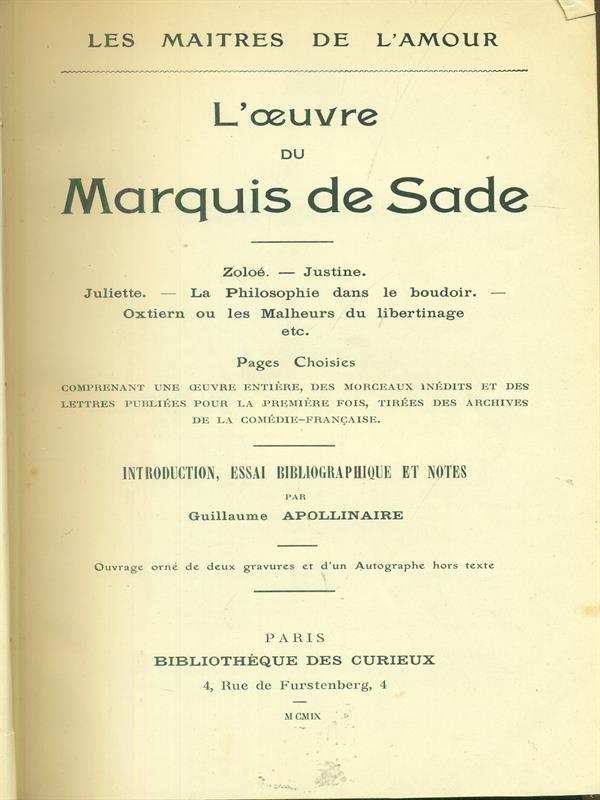 LES MAITRES DE L'AMOUR
L'œuvre
DU
Marquis de Sade
Zoloé. — Justine.
Juliette. — La Philosophie dans le boudoir. —
Oxtiern ou les Malheurs du libertinage
etc.
Pages Choisies
COMPRENANT UNE ŒUVRE ENTIÈRE, DES MORCEAUX INÉDITS ET DES
LETTRES PUBLIÉES POUR LA PREMIÈRE FOIS, TIRÉES DES ARCHIVES
DE LA COMÉDIE-FRANÇAISE.
INTRODUCTION, ESSAI BIBLIOGRAPHIQUE ET NOTES
PAR
Guillaume APOLLINAIRE
Ouvrage orné de deux gravures et d'un Autographe hors texte
PARIS
BIBLIOTHÈQUE DES CURIEUX
4, Rue de Furstenberg, 4
MCMIX